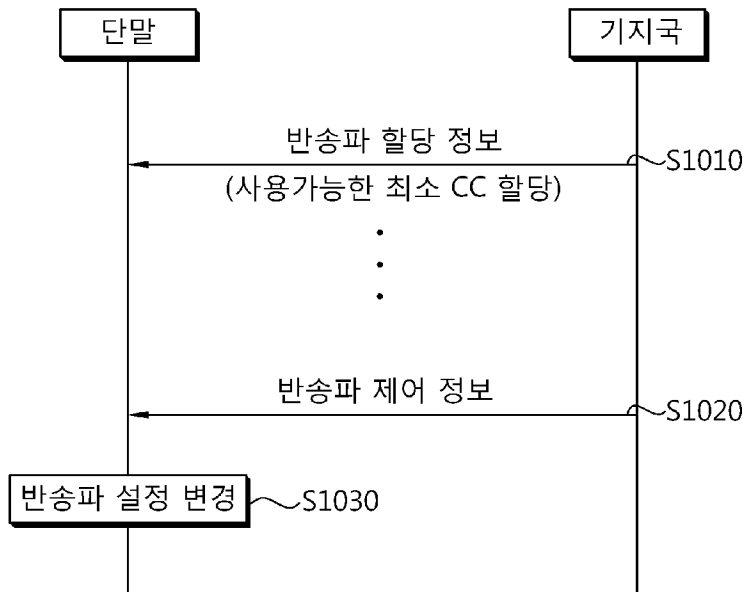 단말
기지국
반송파 할당 정보
S1010
(사용가능한 최소 CC 할당)
반송파 제어 정보
S1020
반송파 설정 변경
S1030